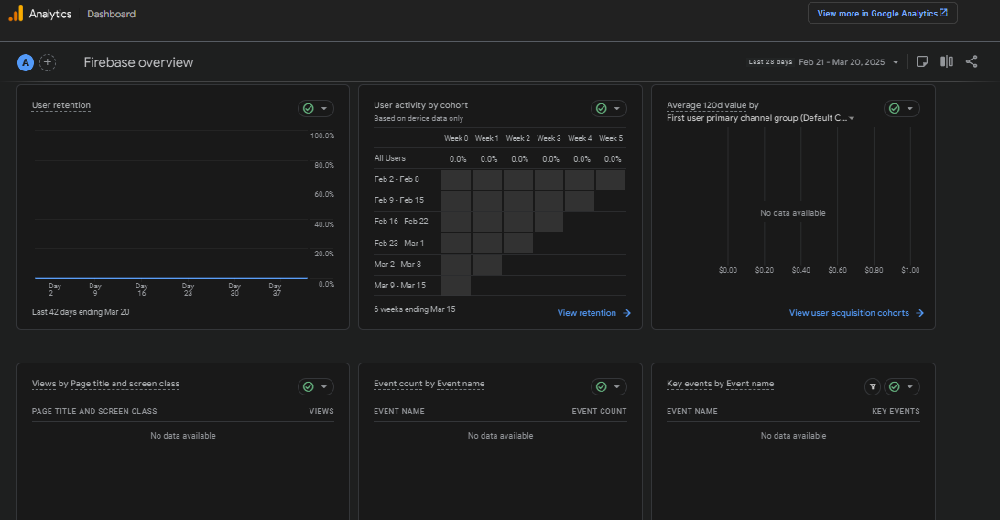 Analytics Dashboard
View more in Google Analytics
A
Firebase overview
Last 28 days Feb 21 - Mar 20, 2025
User retention
100.0%
80.0%
60.0%
40.0%
20.0%
0.0%
Day 2
Day 9
Day 16
Day 23
Day 30
Day 37
Last 42 days ending Mar 20
User activity by cohort
Based on device data only
Week 0 Week 1 Week 2 Week 3 Week 4 Week 5
All Users 0.0% 0.0% 0.0% 0.0% 0.0% 0.0%
Feb 2 - Feb 8
Feb 9 - Feb 15
Feb 16 - Feb 22
Feb 23 - Mar 1
Mar 2 - Mar 8
Mar 9 - Mar 15
6 weeks ending Mar 15
View retention
Average 120d value by
First user primary channel group (Default C...
No data available
$0.00 $0.20 $0.40 $0.60 $0.80 $1.00
View user acquisition cohorts
Views by Page title and screen class
PAGE TITLE AND SCREEN CLASS VIEWS
No data available
Event count by Event name
EVENT NAME EVENT COUNT
No data available
Key events by Event name
EVENT NAME KEY EVENTS
No data available